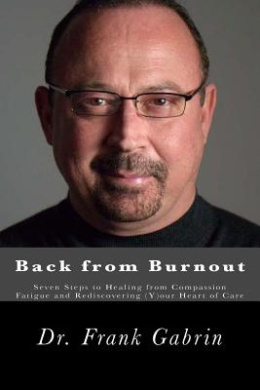 Back from Burnout
Seven Steps to Healing from Compassion
Fatigue and Rediscovering (Y)our Heart of Care
Dr. Frank Gabrin